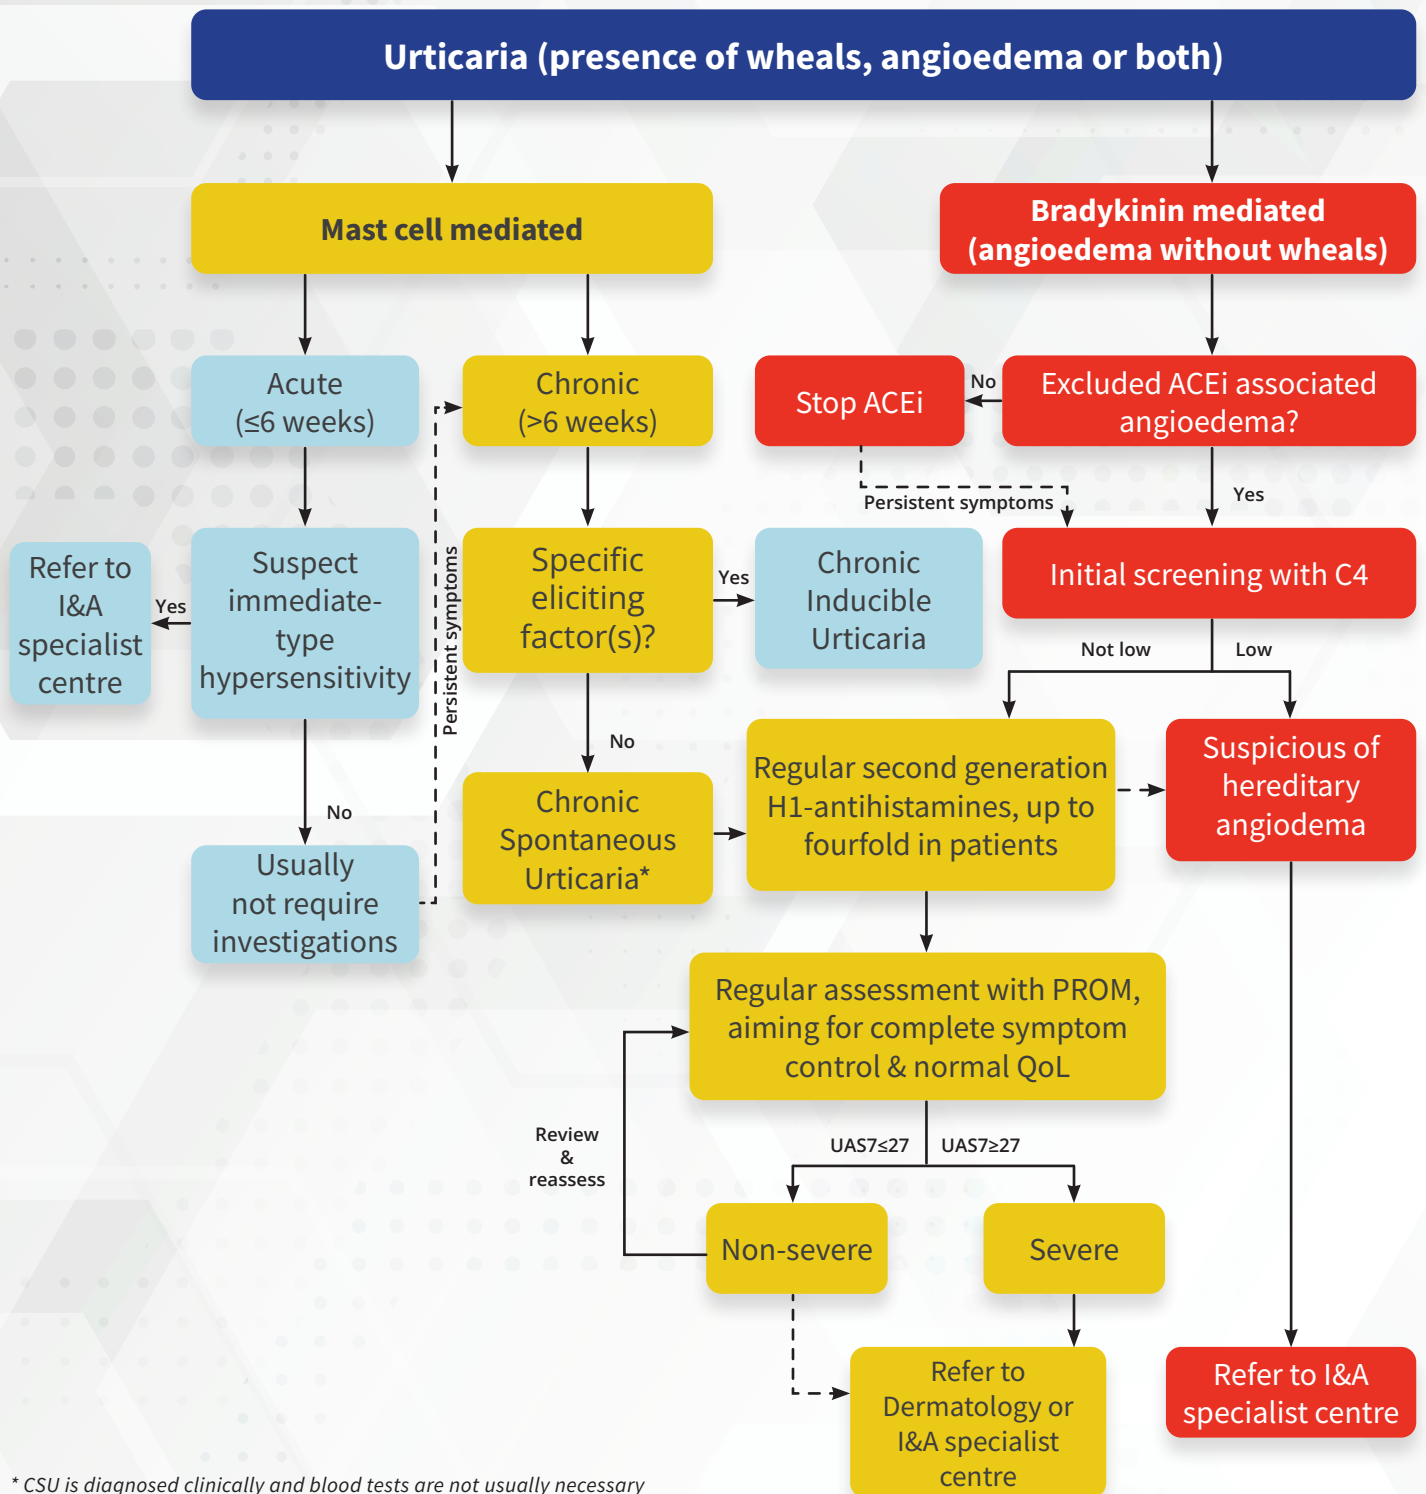 Urticaria (presence of wheals, angioedema or both)
Mast cell mediated
Bradykinin mediated
(angioedema without wheals)
Acute
(≤6 weeks)
Chronic
(>6 weeks)
Stop ACEi
No
Excluded ACEi associated
angioedema?
Persistent symptoms
Yes
Refer to
I&A
specialist
centre
Yes
Suspect
immediate-
type
hypersensitivity
Persistent symptoms
Specific
eliciting
factor(s)?
Yes
Chronic
Inducible
Urticaria
Initial screening with C4
Not low
Low
No
No
Usually
not require
investigations
Chronic
Spontaneous
Urticaria*
Regular second generation
H1-antihistamines, up to
fourfold in patients
Suspicious of
hereditary
angiodema
Regular assessment with PROM,
aiming for complete symptom
control & normal QoL
Review
&
reassess
UAS7≤27
UAS7≥27
Non-severe
Severe
Refer to
Dermatology or
I&A specialist
centre
Refer to I&A
specialist centre
* CSU is diagnosed clinically and blood tests are not usually necessary